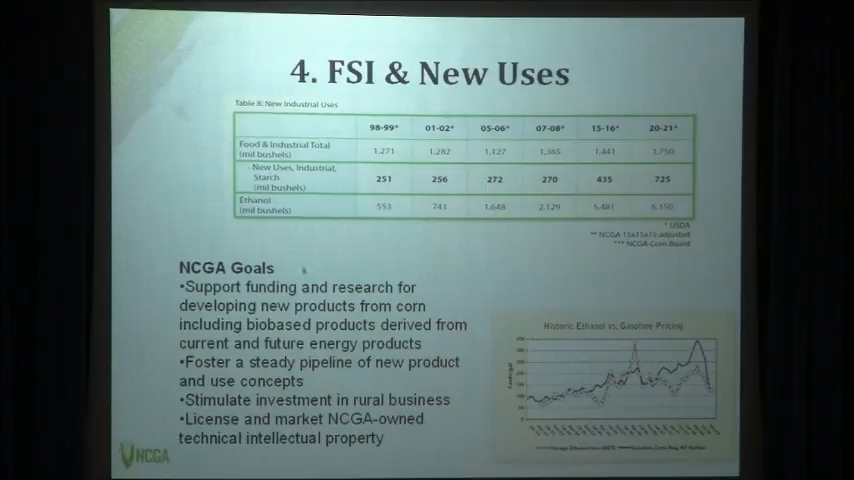 4. FSI & New Uses
Table 8: New Industrial Uses
98-99* 01-02* 05-06* 07-08* 15-16* 20-21*
Food & Industrial Total
(mil bushels) 1,271 1,282 1,127 1,365 1,441 1,750
- New Uses, Industrial,
Starch
(mil bushels) 251 256 272 270 435 725
Ethanol
(mil bushels) 553 743 1,648 2,129 5,481 6,150
* USDA
** NCGA 15x15x15 adjusted
*** NCGA Corn Board
NCGA Goals
•Support funding and research for
developing new products from corn
including biobased products derived from
current and future energy products
•Foster a steady pipeline of new product
and use concepts
•Stimulate investment in rural business
•License and market NCGA-owned
technical intellectual property
Historic Ethanol vs. Gasoline Pricing
NCGA